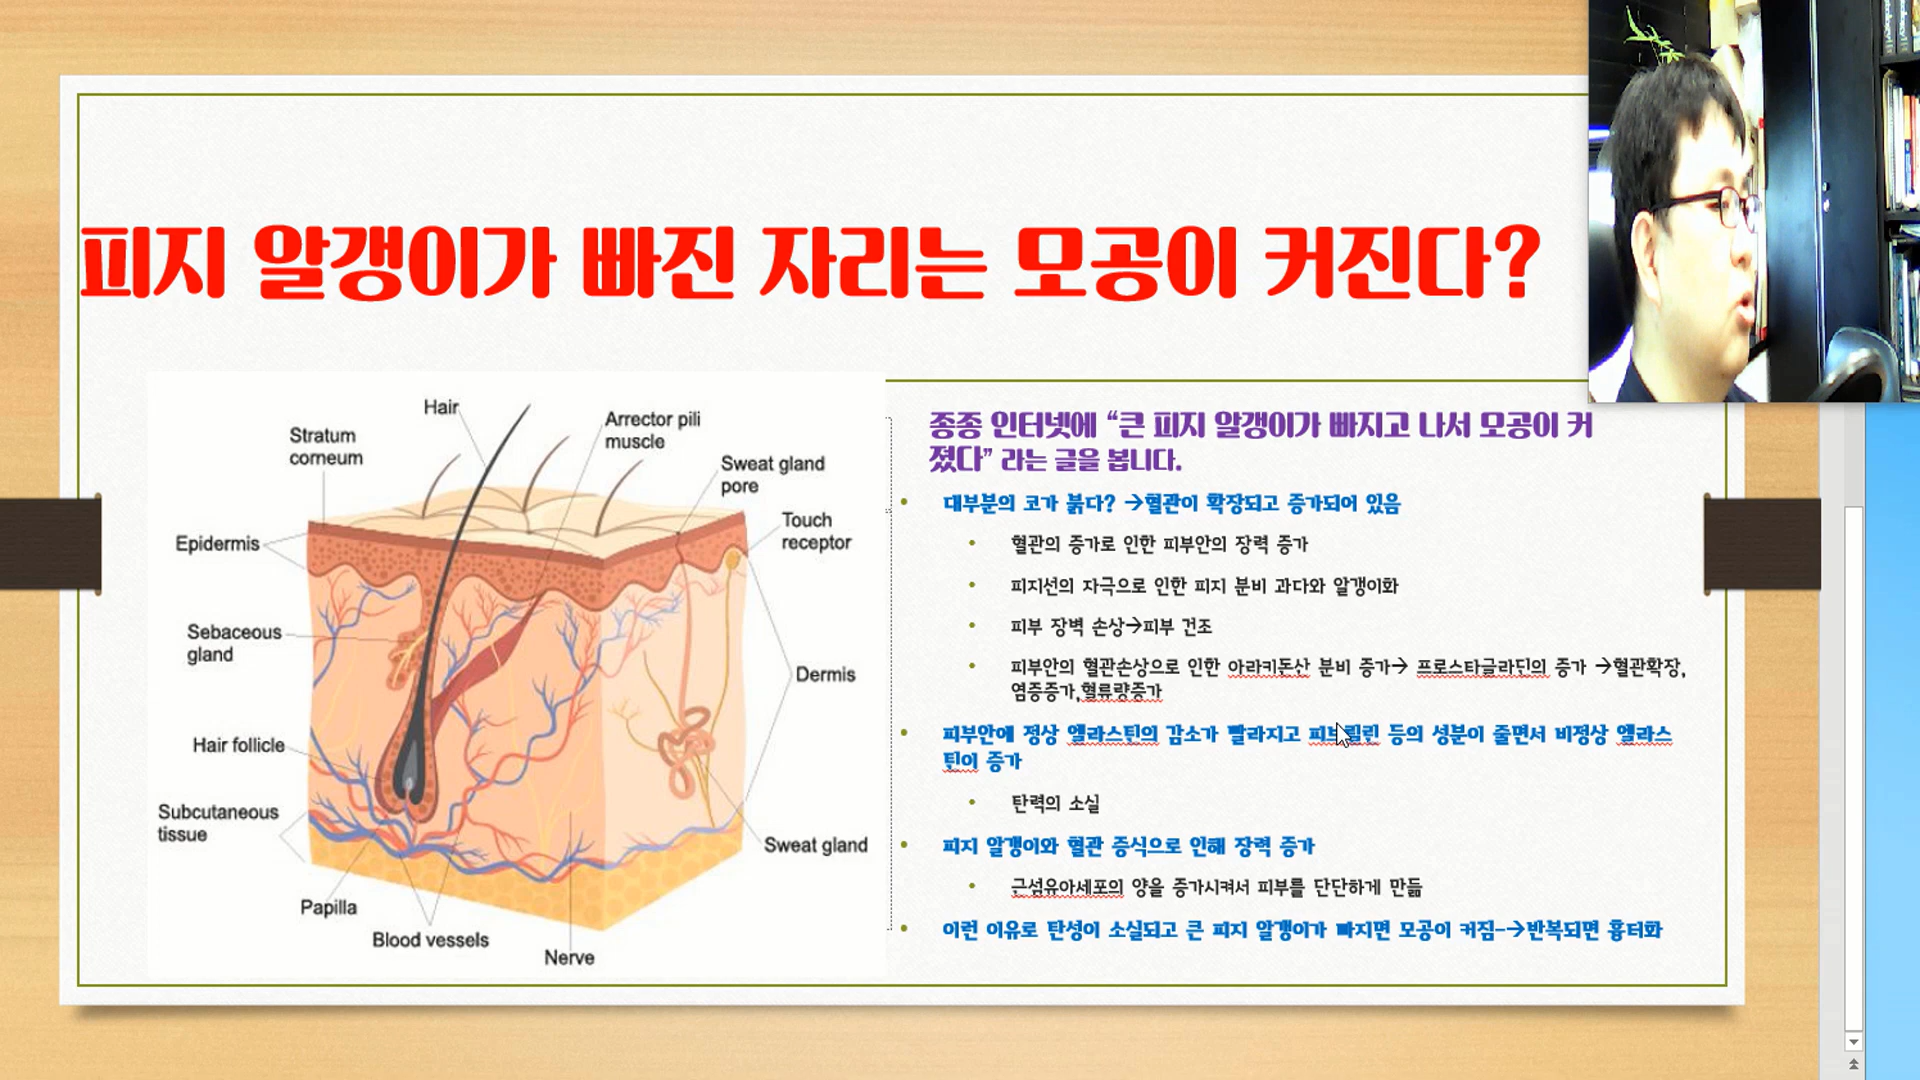 피지 알갱이가 빠진 자리는 모공이 커진다?
Hair
Arrector pili
muscle
Stratum
corneum
Sweat gland
pore
Touch
receptor
Epidermis
Sebaceous
gland
Dermis
Hair follicle
Subcutaneous
tissue
Sweat gland
Papilla
Blood vessels
Nerve
종종 인터넷에 “큰 피지 알갱이가 빠지고 나서 모공이 커
졌다” 라는 글을 봅니다.
• 대부분의 코가 붉다? →혈관이 확장되고 증가되어 있음
• 혈관의 증가로 인한 피부안의 장력 증가
• 피지선의 자극으로 인한 피지 분비 과다와 알갱이화
• 피부 장벽 손상→피부 건조
• 피부안의 혈관손상으로 인한 아라키돈산 분비 증가→ 프로스타글라딘의 증가 →혈관확장,
염증증가,혈류량증가
• 피부안에 정상 엘라스틴의 감소가 빨라지고 피브릴린 등의 성분이 줄면서 비정상 엘라스
틴이 증가
• 탄력의 소실
• 피지 알갱이와 혈관 증식으로 인해 장력 증가
• 근섬유아세포의 양을 증가시켜서 피부를 단단하게 만듦
• 이런 이유로 탄성이 소실되고 큰 피지 알갱이가 빠지면 모공이 커짐-→반복되면 흉터화